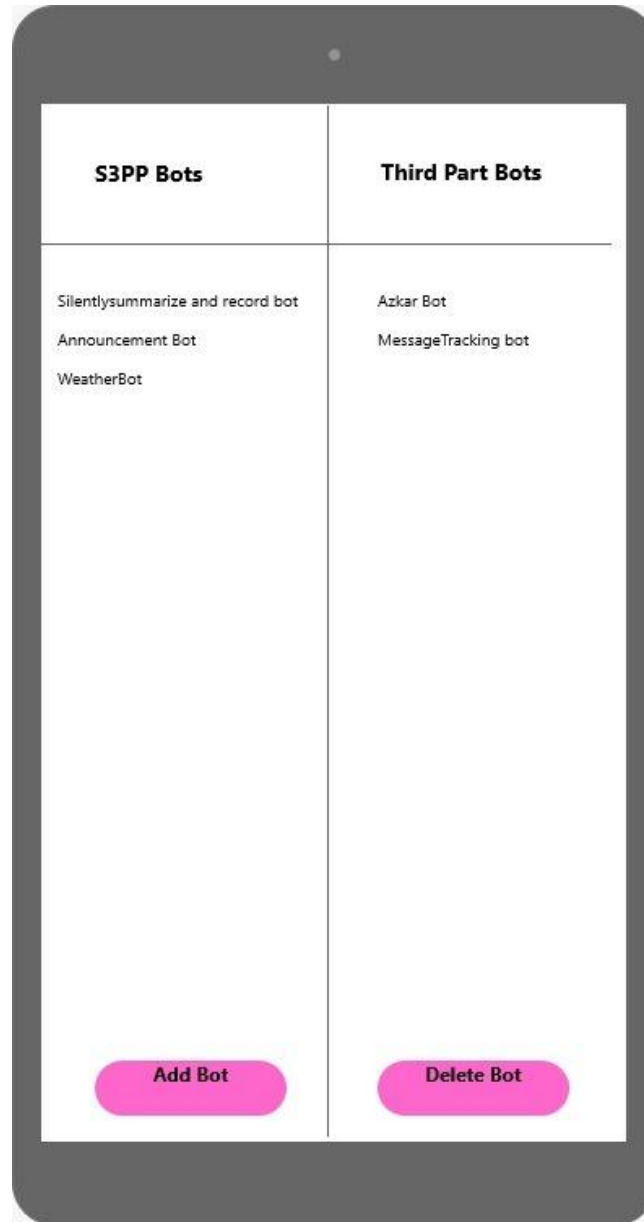 S3PP Bots
Third Part Bots
Silentlysummarize and record bot
Announcement Bot
WeatherBot
Azkar Bot
MessageTracking bot
Add Bot
Delete Bot